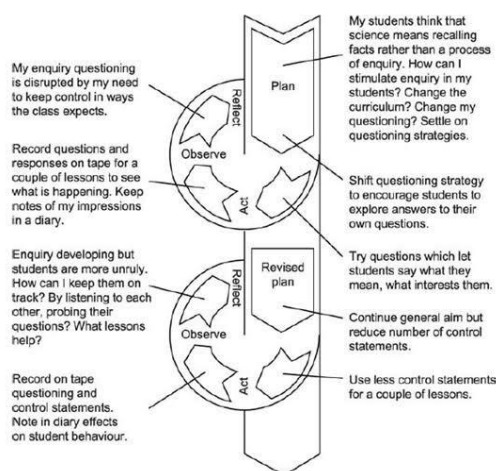 My students think that
science means recalling
facts rather than a process
of enquiry. How can I
stimulate enquiry in my
students? Change the
curriculum? Change my
questioning? Settle on
questioning strategies.
Plan
My enquiry questioning
is disrupted by my need
to keep control in ways
the class expects.
Reflect
Observe
Record questions and
responses on tape for a
couple of lessons to see
what is happening. Keep
notes of my impressions
in a diary.
Act
Shift questioning strategy
to encourage students to
explore answers to their
own questions.
Try questions which let
students say what they
mean, what interests them.
Enquiry developing but
students are more unruly.
How can I keep them on
track? By listening to each
other, probing their
questions? What lessons
help?
Reflect
Revised
plan
Observe
Continue general aim but
reduce number of control
statements.
Record on tape
questioning and
control statements.
Note in diary effects
on student behaviour.
Act
Use less control statements
for a couple of lessons.